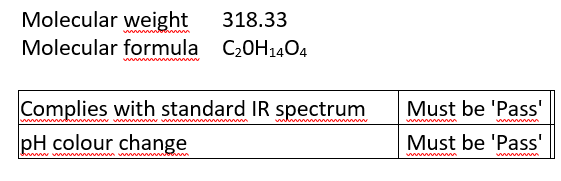 Molecular weight 318.33
Molecular formula C₂0H₁₄O₄
Complies with standard IR spectrum Must be 'Pass'
pH colour change Must be 'Pass'